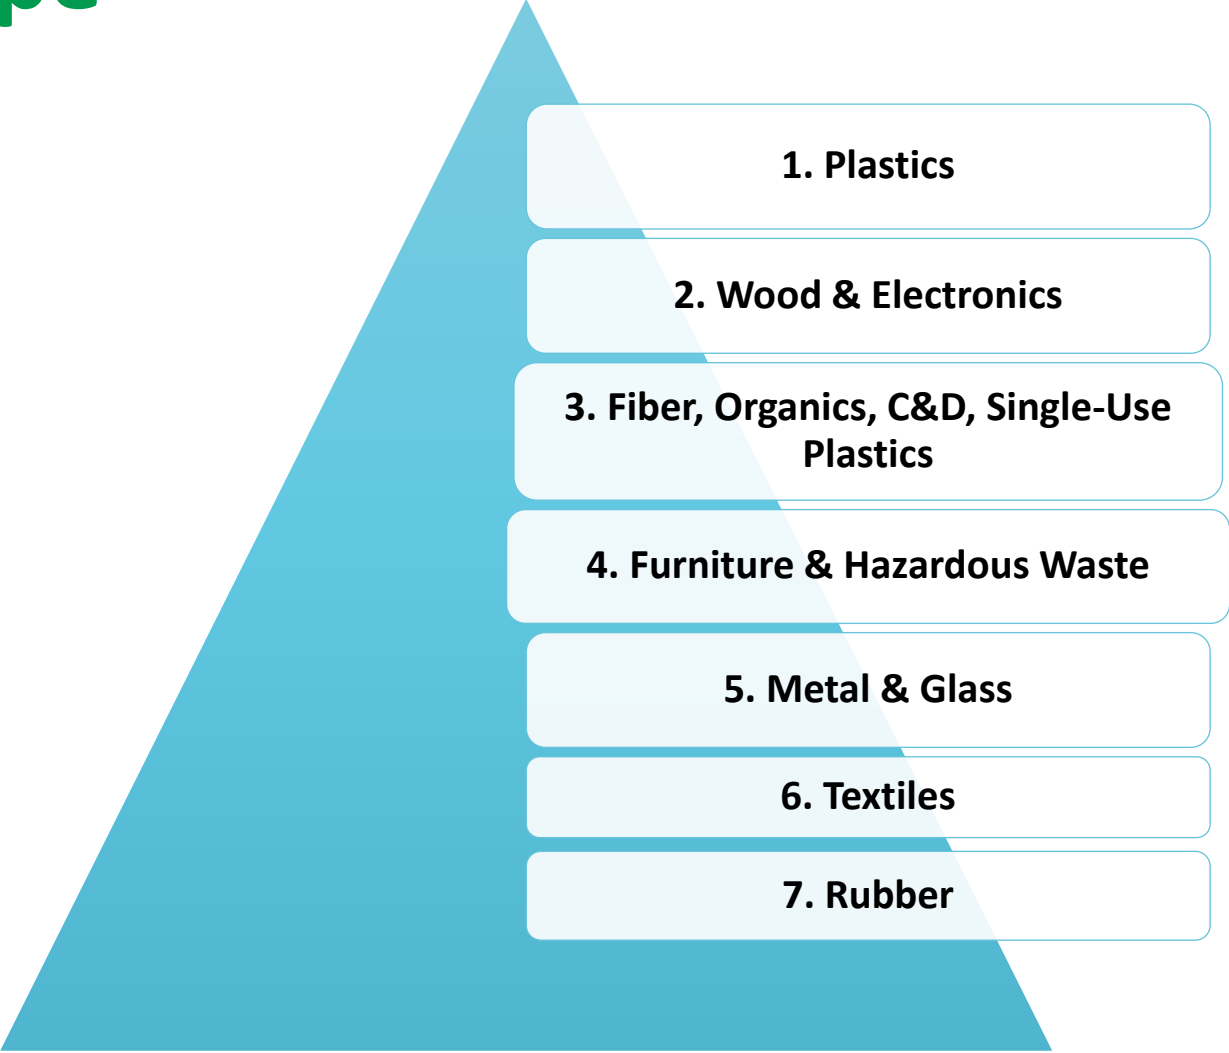 1. Plastics
2. Wood & Electronics
3. Fiber, Organics, C&D, Single-Use
Plastics
4. Furniture & Hazardous Waste
5. Metal & Glass
6. Textiles
7. Rubber